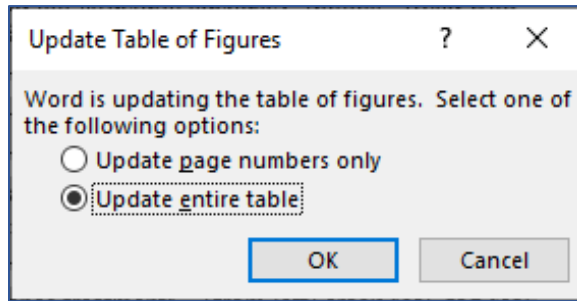 Update Table of Figures ? ×
Word is updating the table of figures. Select one of
the following options:
Update page numbers only
Update entire table
OK Cancel